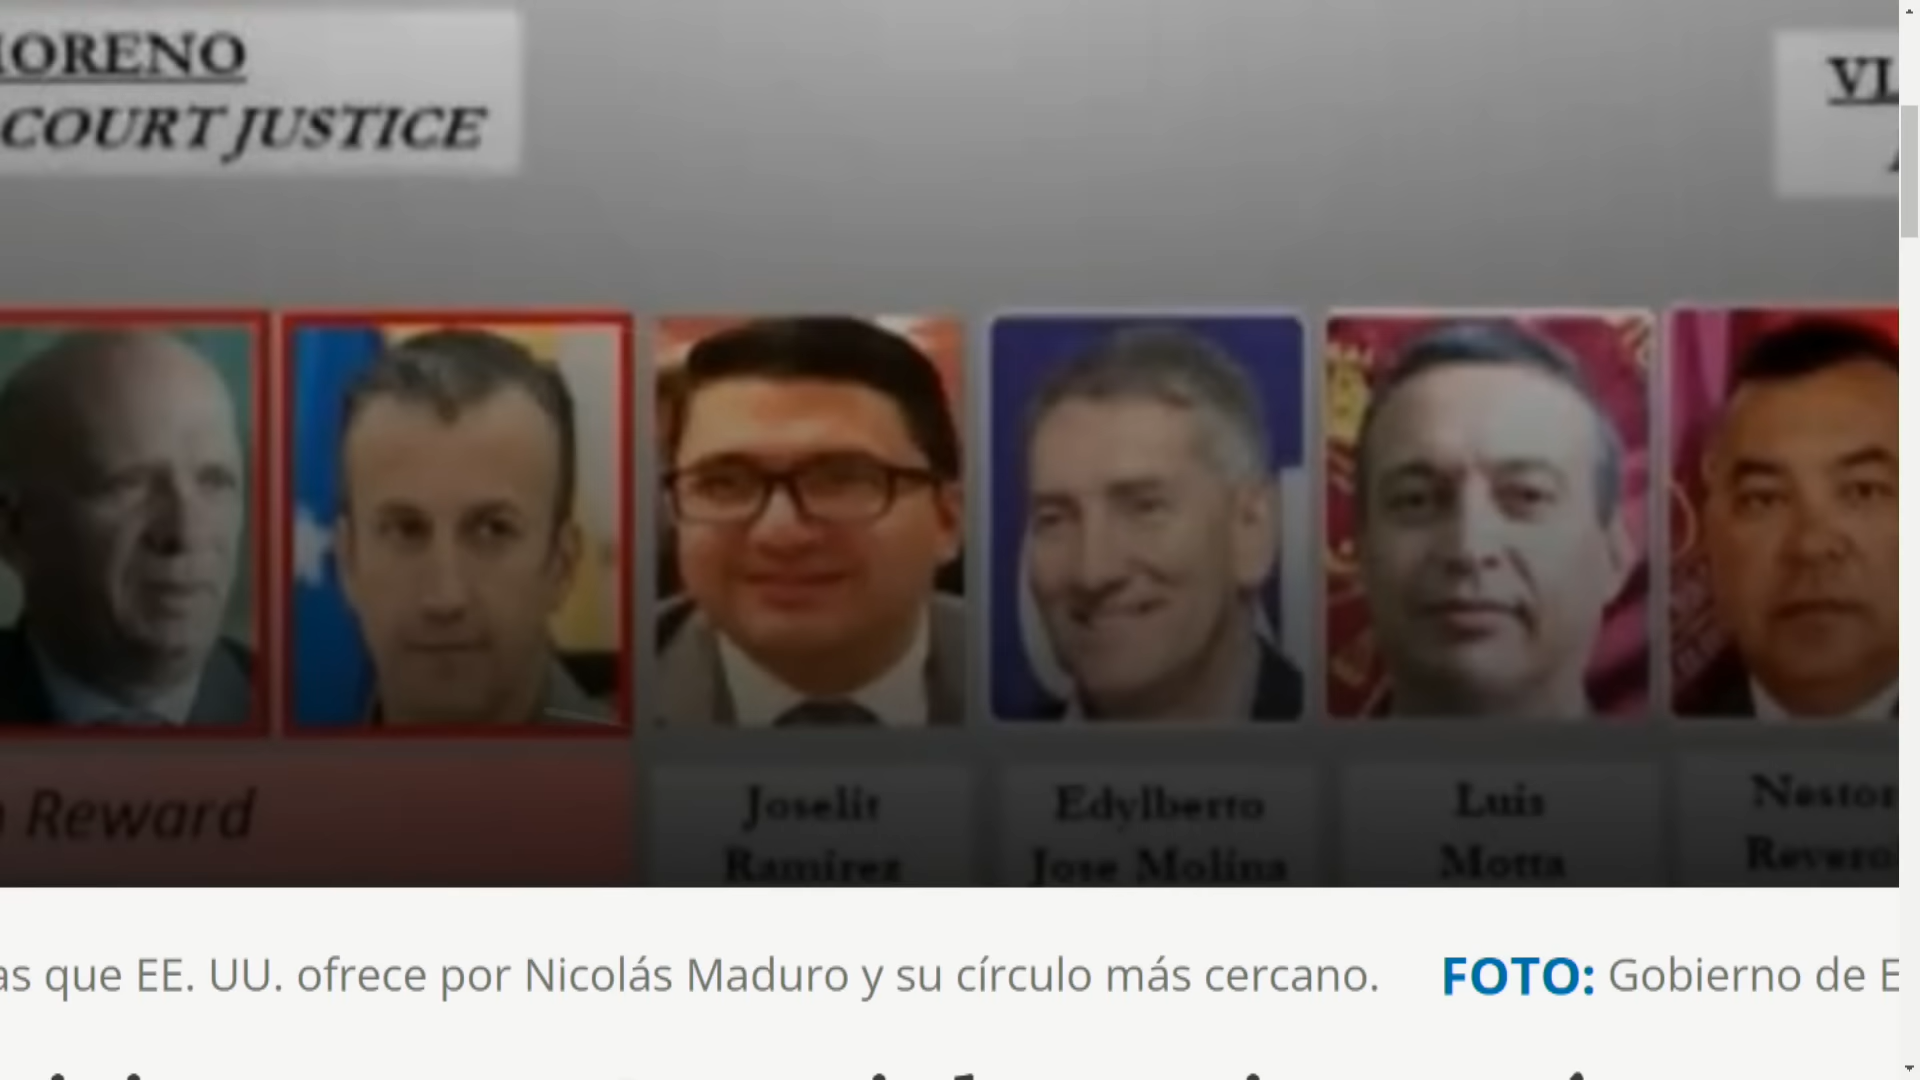 MORENO
COURT JUSTICE
VL
n Reward
Joselit
Ramirez
Edylberto
Jose Molina
Luis
Motta
Nestor
Revero
as que EE. UU. ofrece por Nicolás Maduro y su círculo más cercano. FOTO: Gobierno de E